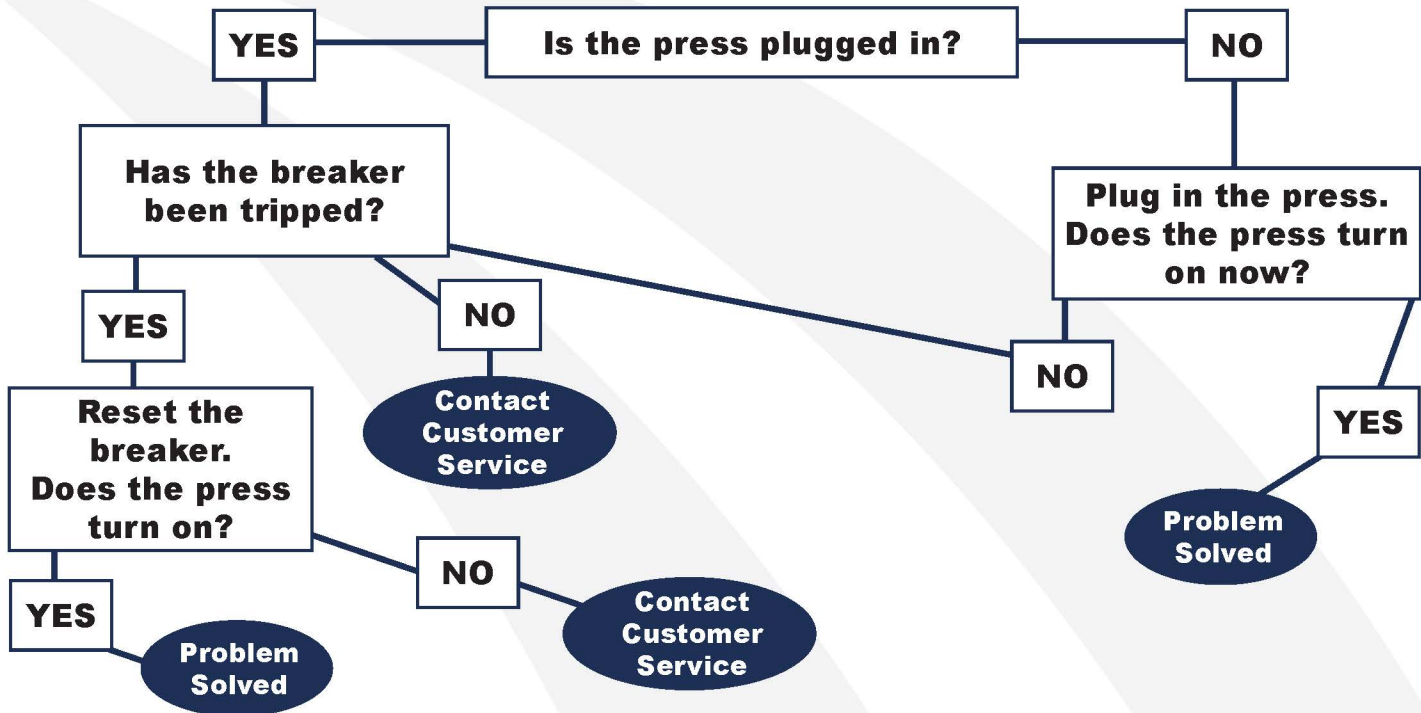 YES
Is the press plugged in?
NO
Has the breaker
been tripped?
Plug in the press.
Does the press turn
on now?
YES
NO
NO
YES
Contact
Customer
Service
Reset the
breaker.
Does the press
turn on?
Problem
Solved
NO
YES
Contact
Customer
Service
Problem
Solved